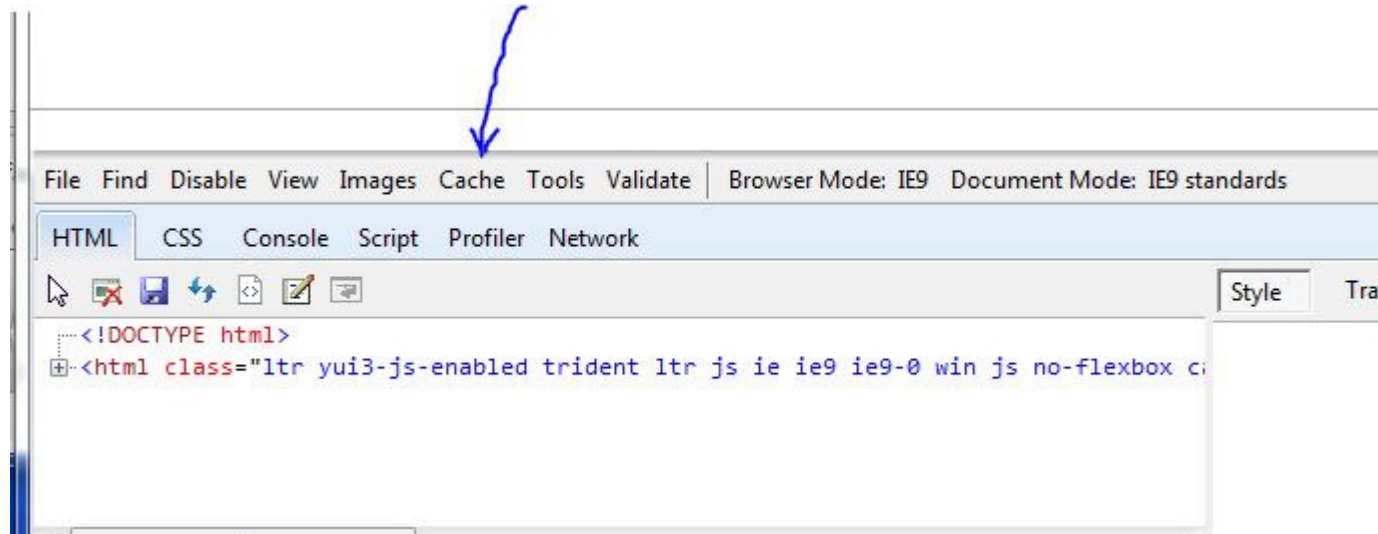 File Find Disable View Images Cache Tools Validate Browser Mode: IE9 Document Mode: IE9 standards
HTML CSS Console Script Profiler Network
Style Tra
<!DOCTYPE html>
<html class="ltr yui3-js-enabled trident ltr js ie ie9 ie9-0 win js no-flexbox ca